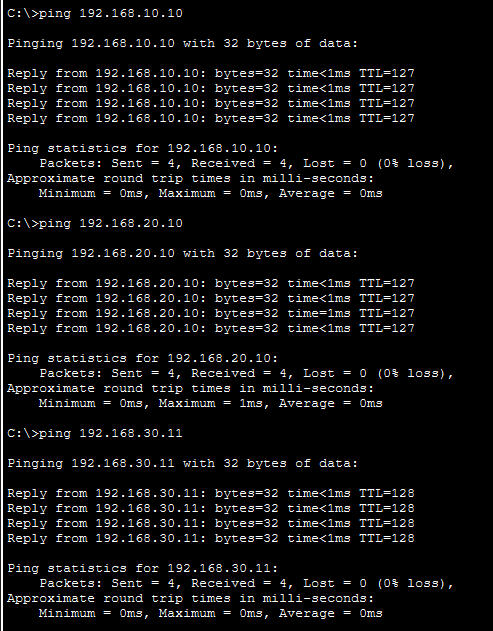 C:\>ping 192.168.10.10
Pinging 192.168.10.10 with 32 bytes of data:
Reply from 192.168.10.10: bytes=32 time<1ms TTL=127
Reply from 192.168.10.10: bytes=32 time<1ms TTL=127
Reply from 192.168.10.10: bytes=32 time<1ms TTL=127
Reply from 192.168.10.10: bytes=32 time<1ms TTL=127
Ping statistics for 192.168.10.10:
    Packets: Sent = 4, Received = 4, Lost = 0 (0% loss),
Approximate round trip times in milli-seconds:
    Minimum = 0ms, Maximum = 0ms, Average = 0ms
C:\>ping 192.168.20.10
Pinging 192.168.20.10 with 32 bytes of data:
Reply from 192.168.20.10: bytes=32 time<1ms TTL=127
Reply from 192.168.20.10: bytes=32 time<1ms TTL=127
Reply from 192.168.20.10: bytes=32 time=1ms TTL=127
Reply from 192.168.20.10: bytes=32 time<1ms TTL=127
Ping statistics for 192.168.20.10:
    Packets: Sent = 4, Received = 4, Lost = 0 (0% loss),
Approximate round trip times in milli-seconds:
    Minimum = 0ms, Maximum = 1ms, Average = 0ms
C:\>ping 192.168.30.11
Pinging 192.168.30.11 with 32 bytes of data:
Reply from 192.168.30.11: bytes=32 time<1ms TTL=128
Reply from 192.168.30.11: bytes=32 time<1ms TTL=128
Reply from 192.168.30.11: bytes=32 time<1ms TTL=128
Reply from 192.168.30.11: bytes=32 time<1ms TTL=128
Ping statistics for 192.168.30.11:
    Packets: Sent = 4, Received = 4, Lost = 0 (0% loss),
Approximate round trip times in milli-seconds:
    Minimum = 0ms, Maximum = 0ms, Average = 0ms